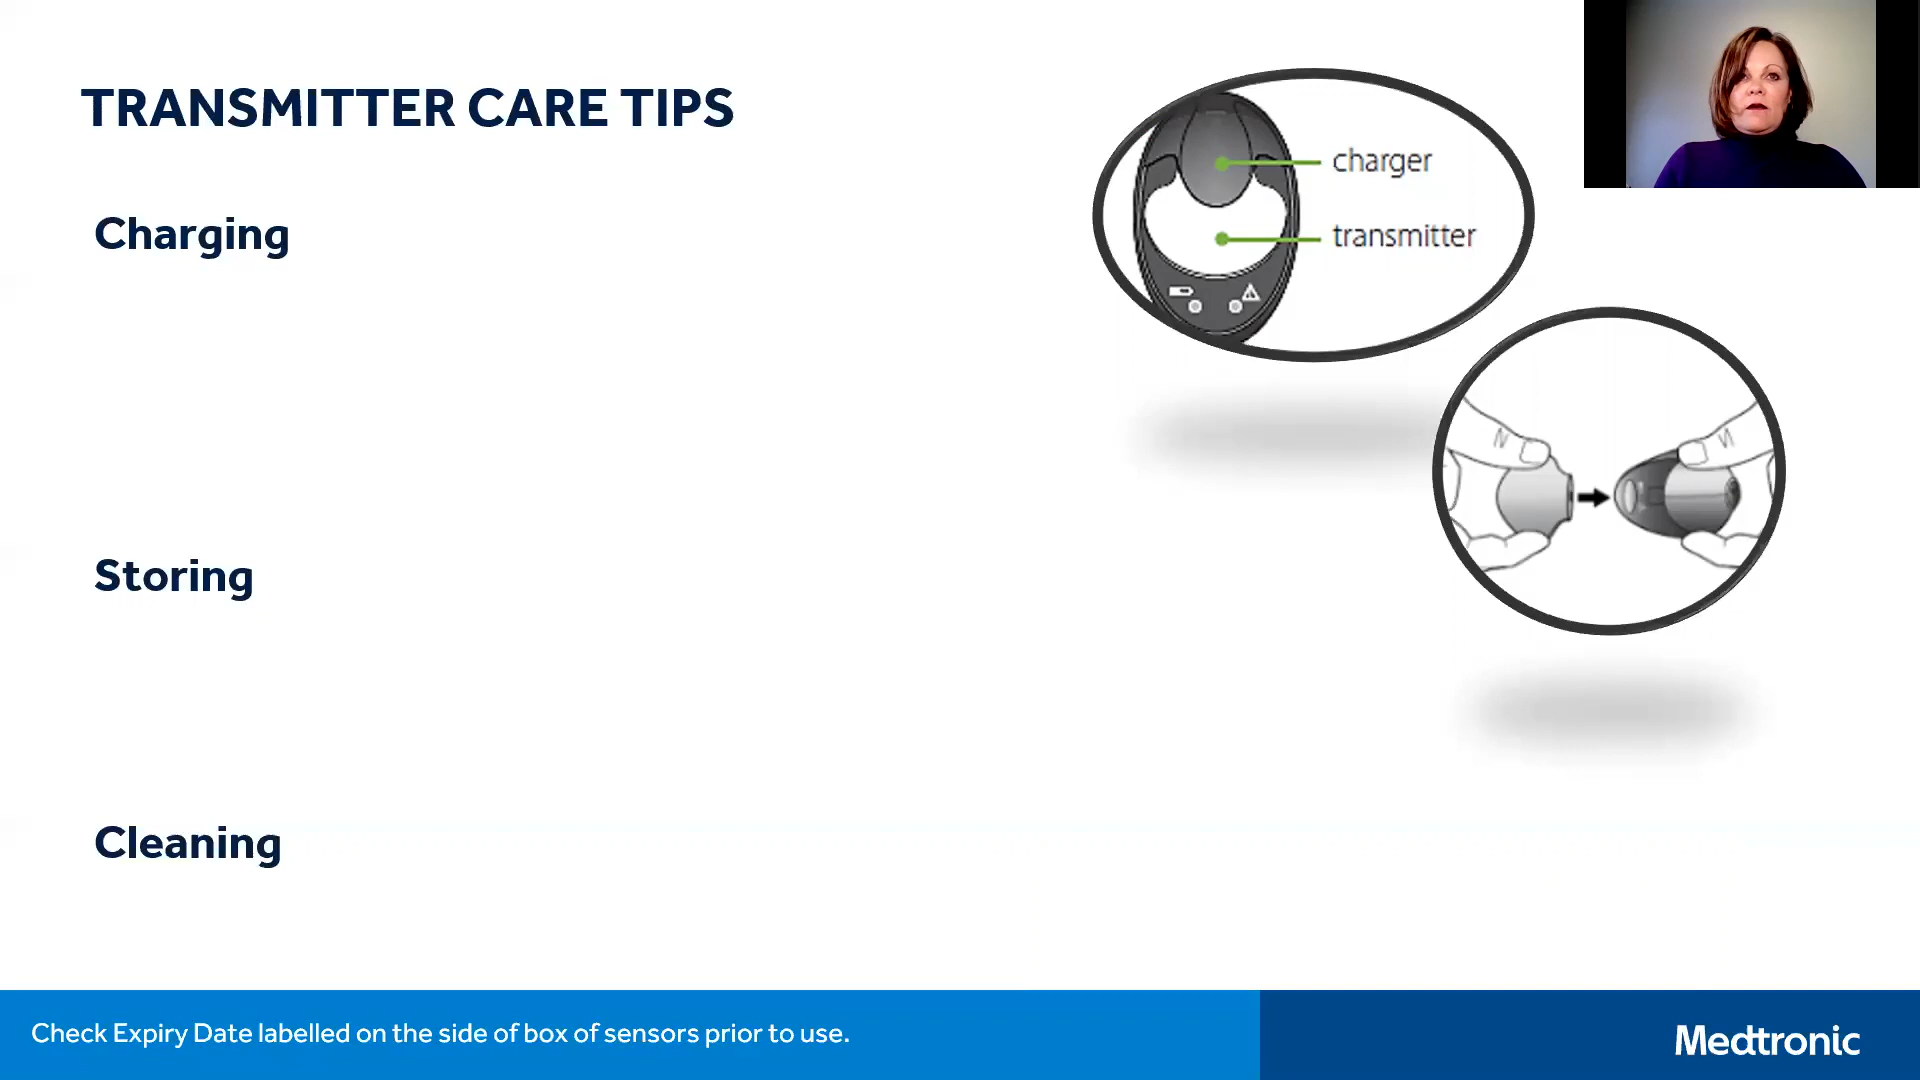 TRANSMITTER CARE TIPS
charger
Charging
transmitter
Storing
Cleaning
Check Expiry Date labelled on the side of box of sensors prior to use.
Medtronic